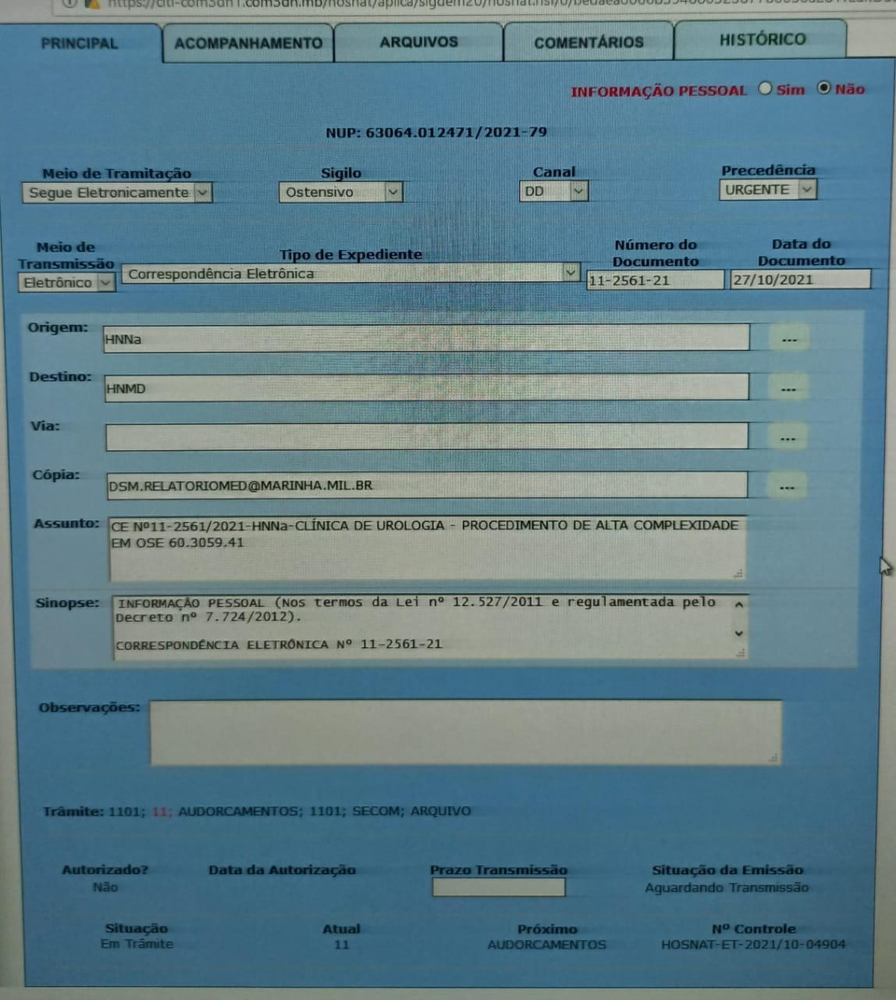 PRINCIPAL ACOMPANHAMENTO ARQUIVOS COMENTÁRIOS HISTÓRICO
INFORMAÇÃO PESSOAL Sim Não
NUP: 63064.012471/2021-79
Meio de Tramitação Sigilo Canal Precedência
Segue Eletronicamente Ostensivo DD URGENTE
Meio de Transmissão Tipo de Expediente Número do Documento Data do Documento
Eletrônico Correspondência Eletrônica 11-2561-21 27/10/2021
Origem: HNNa ...
Destino: HNMD ...
Via: ...
Cópia: DSM.RELATORIOMED@MARINHA.MIL.BR ...
Assunto: CE Nº11-2561/2021-HNNa-CLÍNICA DE UROLOGIA - PROCEDIMENTO DE ALTA COMPLEXIDADE
EM OSE 60.3059.41
Sinopse: INFORMAÇÃO PESSOAL (Nos termos da Lei nº 12.527/2011 e regulamentada pelo
Decreto nº 7.724/2012).
CORRESPONDÊNCIA ELETRÔNICA Nº 11-2561-21
Observações:
Trâmite: 1101; 11; AUDORCAMENTOS; 1101; SECOM; ARQUIVO
Autorizado? Data da Autorização Prazo Transmissão Situação da Emissão
Não Aguardando Transmissão
Situação Atual Próximo Nº Controle
Em Trâmite 11 AUDORCAMENTOS HOSNAT-ET-2021/10-04904